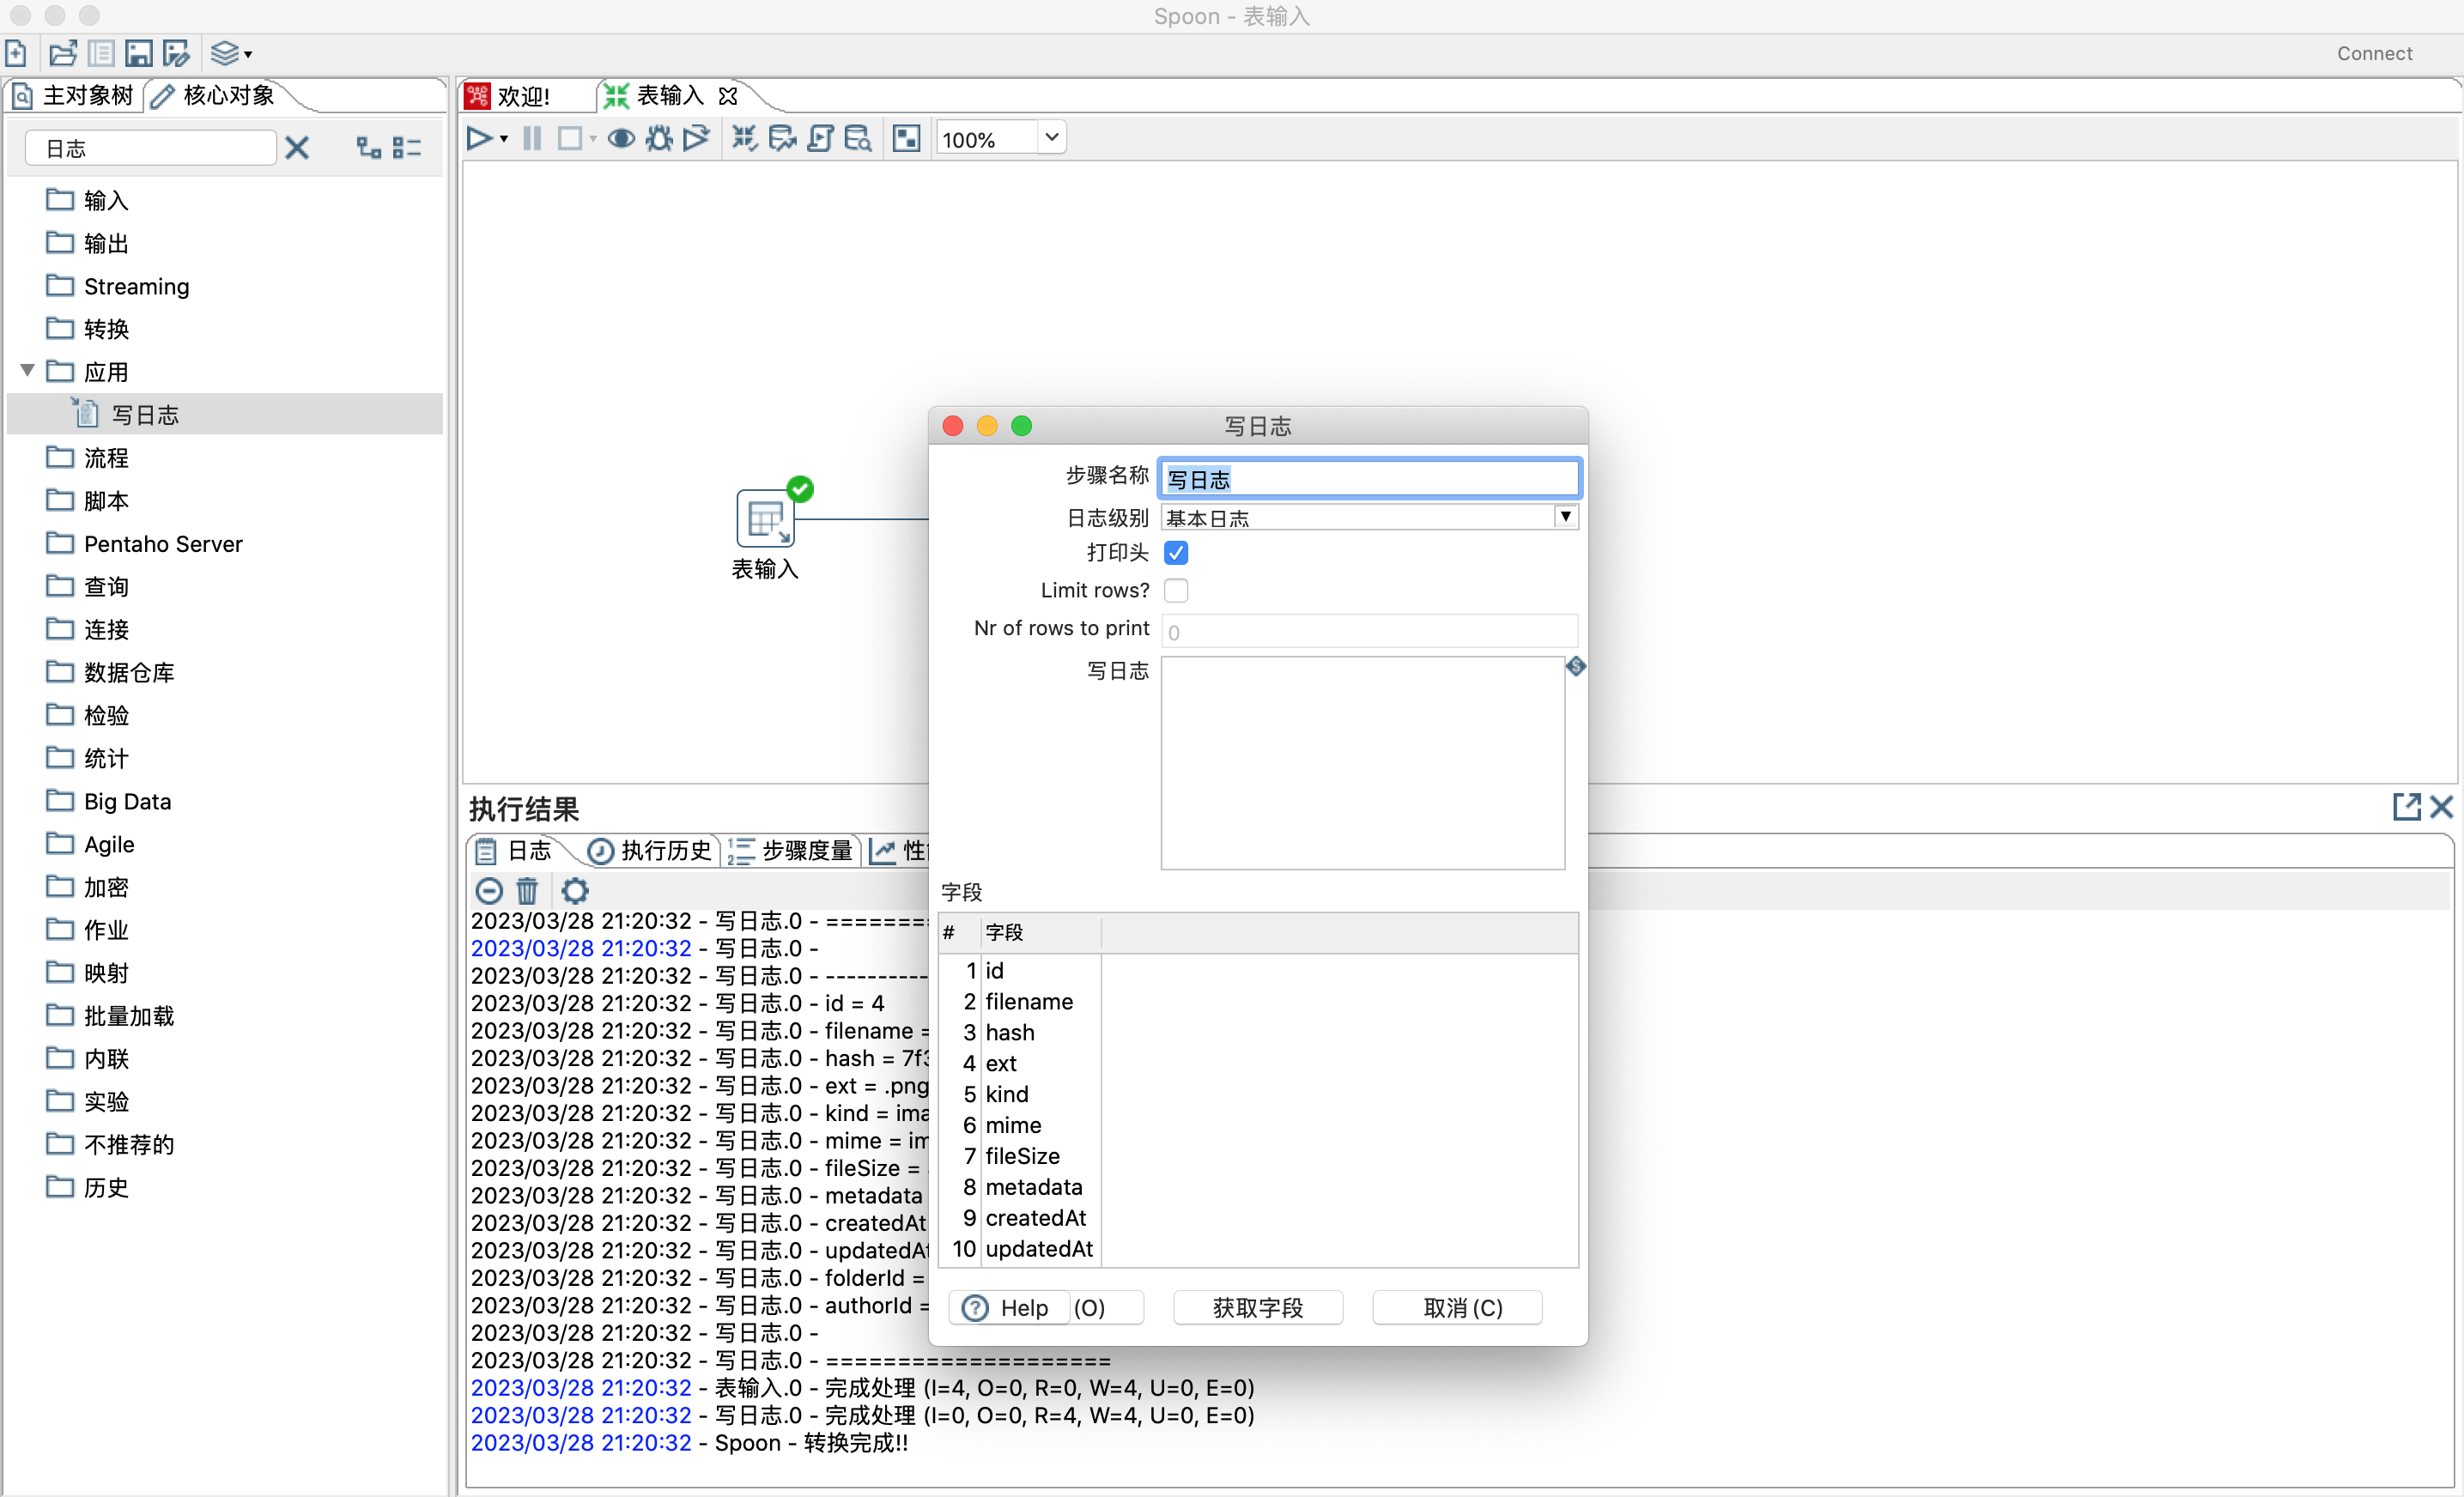 Spoon - 表输入
Connect
主对象树
核心对象
欢迎!
表输入
日志
100%
输入
输出
Streaming
转换
应用
写日志
流程
脚本
Pentaho Server
查询
连接
数据仓库
检验
统计
Big Data
Agile
加密
作业
映射
批量加载
内联
实验
不推荐的
历史
表输入
写日志
步骤名称 写日志
日志级别 基本日志
打印头
Limit rows?
Nr of rows to print 0
写日志
字段
# 字段
1 id
2 filename
3 hash
4 ext
5 kind
6 mime
7 fileSize
8 metadata
9 createdAt
10 updatedAt
Help (O)
获取字段
取消(C)
执行结果
日志
执行历史
步骤度量
2023/03/28 21:20:32 - 写日志.0 - ========
2023/03/28 21:20:32 - 写日志.0 -
2023/03/28 21:20:32 - 写日志.0 - -----------
2023/03/28 21:20:32 - 写日志.0 - id = 4
2023/03/28 21:20:32 - 写日志.0 - filename =
2023/03/28 21:20:32 - 写日志.0 - hash = 7f3
2023/03/28 21:20:32 - 写日志.0 - ext = .png
2023/03/28 21:20:32 - 写日志.0 - kind = ima
2023/03/28 21:20:32 - 写日志.0 - mime = im
2023/03/28 21:20:32 - 写日志.0 - fileSize =
2023/03/28 21:20:32 - 写日志.0 - metadata
2023/03/28 21:20:32 - 写日志.0 - createdAt
2023/03/28 21:20:32 - 写日志.0 - updatedAt
2023/03/28 21:20:32 - 写日志.0 - folderId =
2023/03/28 21:20:32 - 写日志.0 - authorId =
2023/03/28 21:20:32 - 写日志.0 -
2023/03/28 21:20:32 - 写日志.0 - ====================
2023/03/28 21:20:32 - 表输入.0 - 完成处理 (I=4, O=0, R=0, W=4, U=0, E=0)
2023/03/28 21:20:32 - 写日志.0 - 完成处理 (I=0, O=0, R=4, W=4, U=0, E=0)
2023/03/28 21:20:32 - Spoon - 转换完成!!